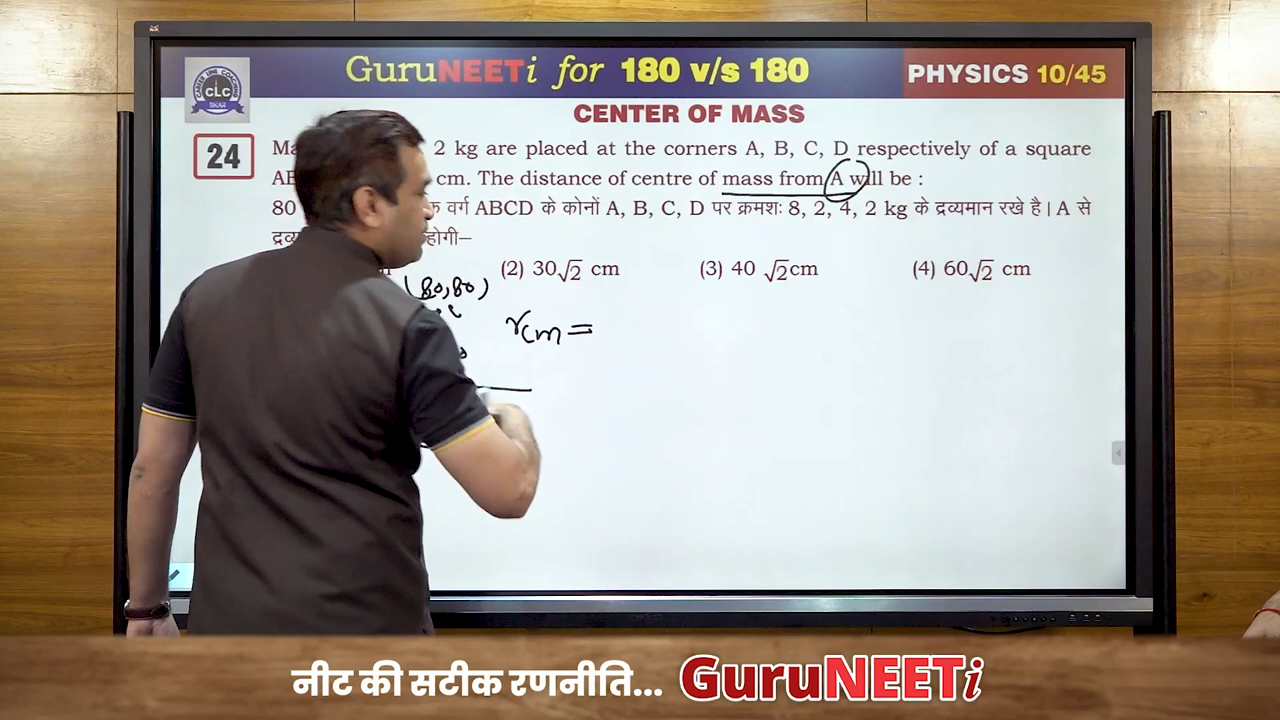 GuruNEETi for 180 v/s 180
PHYSICS 10/45
CLC
SIKAR
CENTER OF MASS
24
2 kg are placed at the corners A, B, C, D respectively of a square
cm. The distance of centre of mass from A will be :
80 वर्ग ABCD के कोनों A, B, C, D पर क्रमशः 8, 2, 4, 2 kg के द्रव्यमान रखे है। A से
होगी–
(2) 30√2 cm
(3) 40 √2cm
(4) 60√2 cm
(80,80)
rcm =
नीट की सटीक रणनीति... GuruNEETi